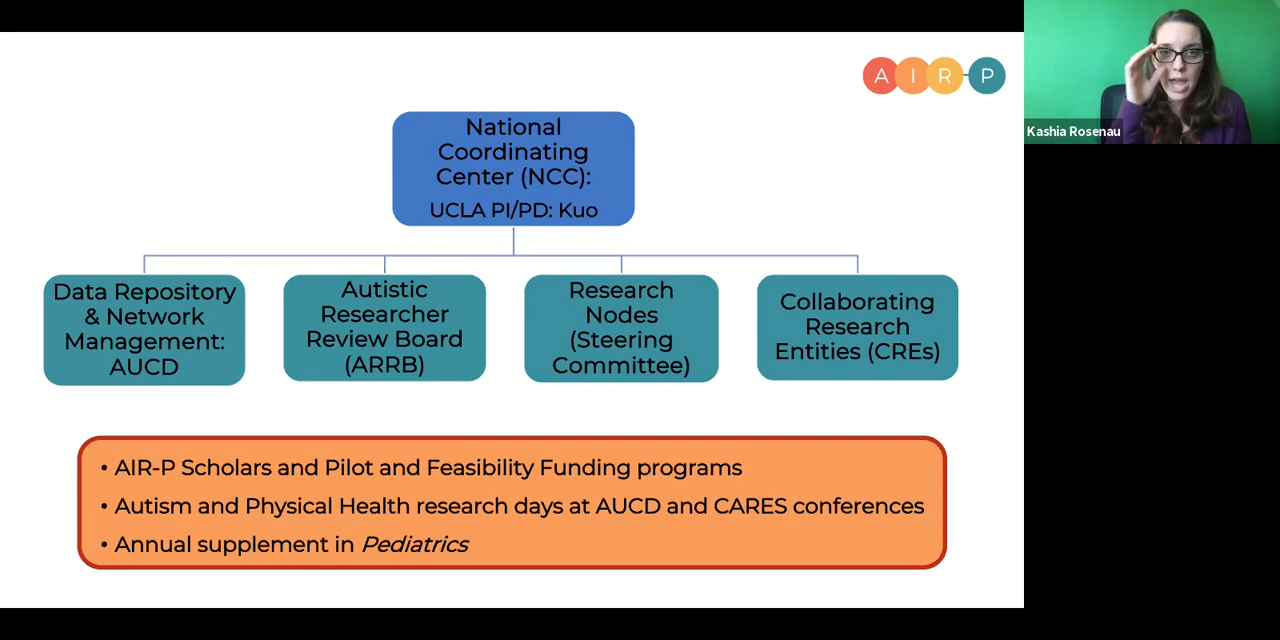 A I R - P
Kashia Rosenau
National
Coordinating
Center (NCC):
UCLA PI/PD: Kuo
Data Repository
& Network
Management:
AUCD
Autistic
Researcher
Review Board
(ARRB)
Research
Nodes
(Steering
Committee)
Collaborating
Research
Entities (CREs)
• AIR-P Scholars and Pilot and Feasibility Funding programs
• Autism and Physical Health research days at AUCD and CARES conferences
• Annual supplement in Pediatrics